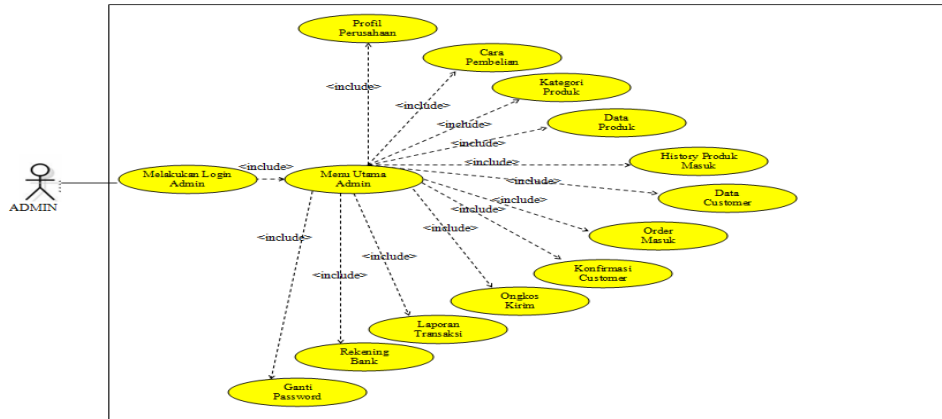 Profil
Perusahaan
Cara
Pembelian
<include>
Kategori
Produk
<include>
<include>
Data
Produk
<include>
<include>
History Produk
Masuk
<include>
<include>
Melakukan Login
Admin
Menu Utama
Admin
<include>
Data
Customer
ADMIN
<include>
Order
Masuk
<include>
<include>
<include>
Konfirmasi
Customer
Ongkos
Kirim
Laporan
Transaksi
Rekening
Bank
Ganti
Password